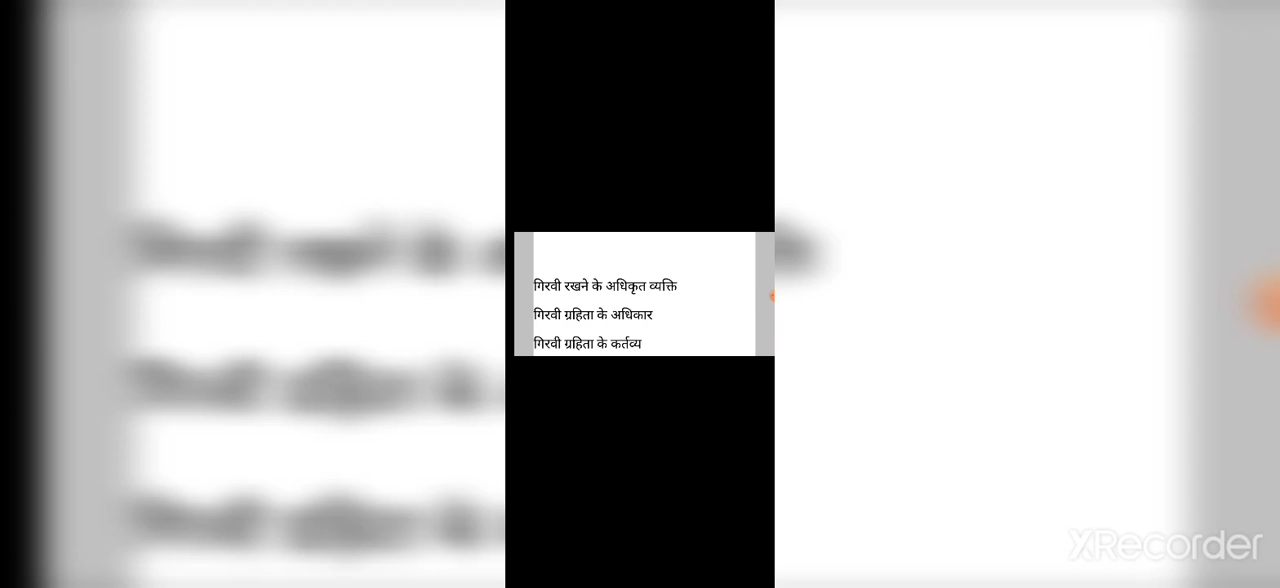 गिरवी रखने के अधिकृत व्यक्ति
गिरवी ग्रहिता के अधिकार
गिरवी ग्रहिता के कर्तव्य
XRecorder